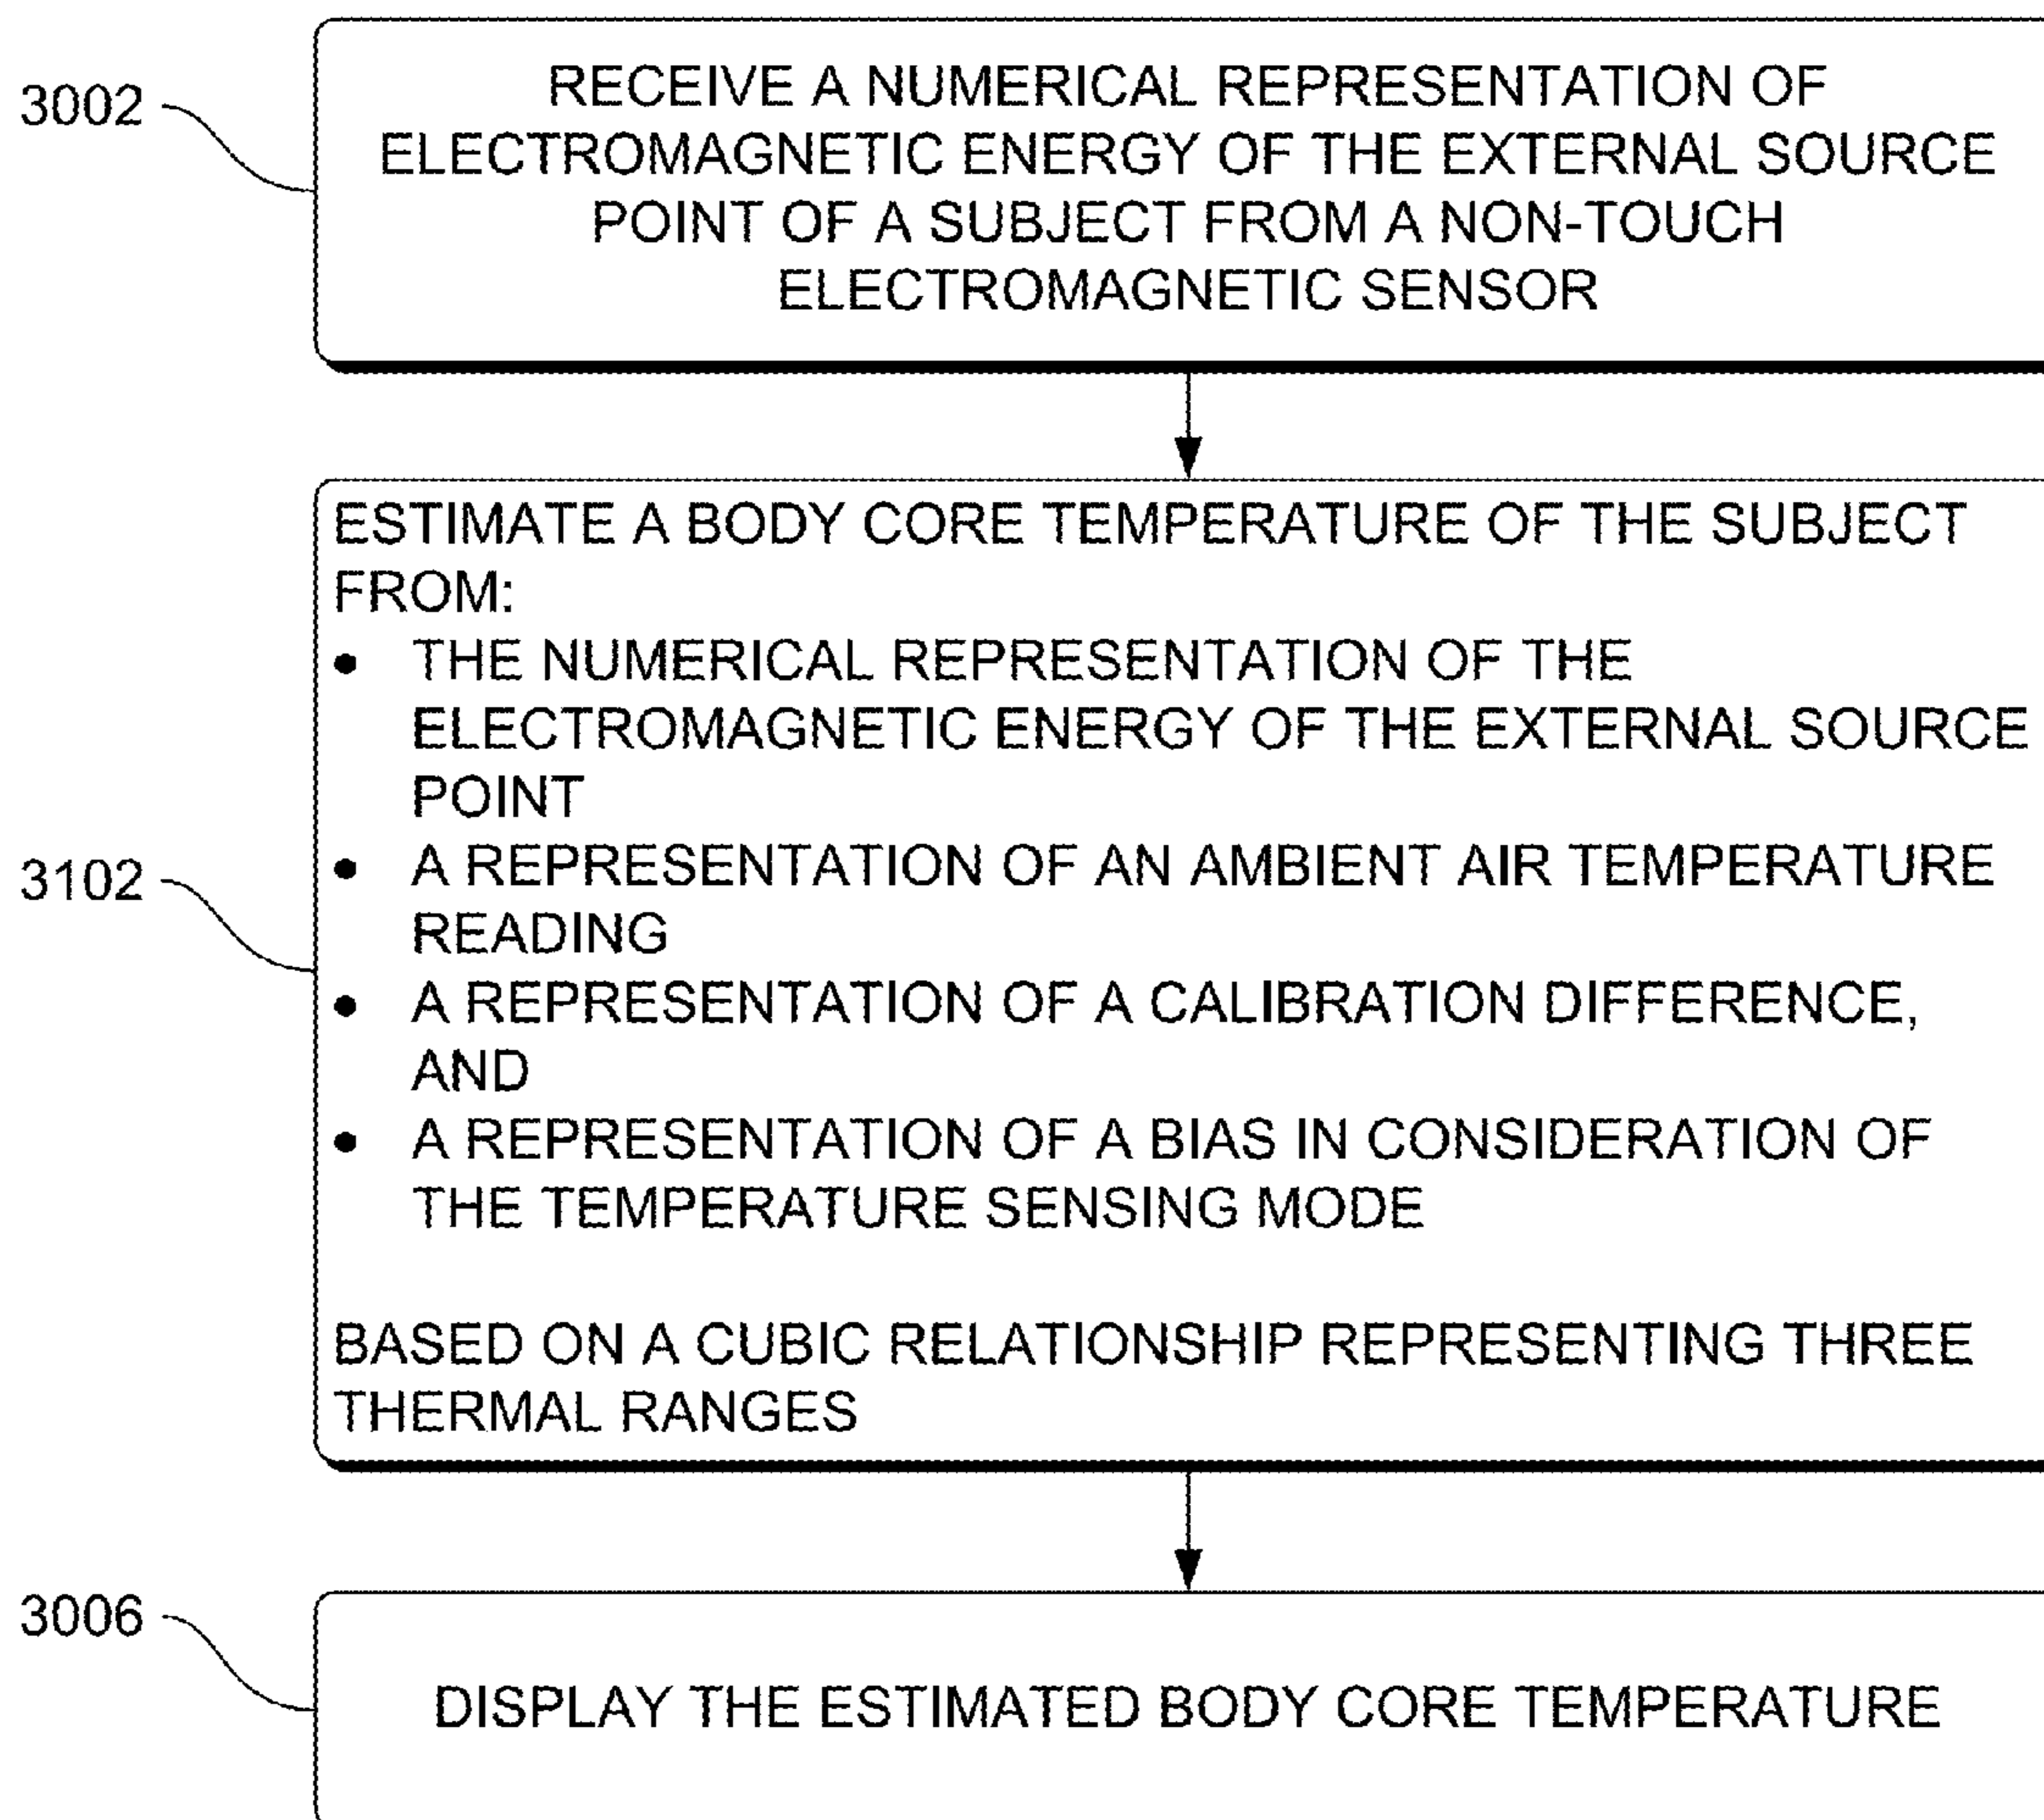 3002
RECEIVE A NUMERICAL REPRESENTATION OF
ELECTROMAGNETIC ENERGY OF THE EXTERNAL SOURCE
POINT OF A SUBJECT FROM A NON-TOUCH
ELECTROMAGNETIC SENSOR
3102
ESTIMATE A BODY CORE TEMPERATURE OF THE SUBJECT
FROM:
• THE NUMERICAL REPRESENTATION OF THE
ELECTROMAGNETIC ENERGY OF THE EXTERNAL SOURCE
POINT
• A REPRESENTATION OF AN AMBIENT AIR TEMPERATURE
READING
• A REPRESENTATION OF A CALIBRATION DIFFERENCE,
AND
• A REPRESENTATION OF A BIAS IN CONSIDERATION OF
THE TEMPERATURE SENSING MODE
BASED ON A CUBIC RELATIONSHIP REPRESENTING THREE
THERMAL RANGES
3006
DISPLAY THE ESTIMATED BODY CORE TEMPERATURE